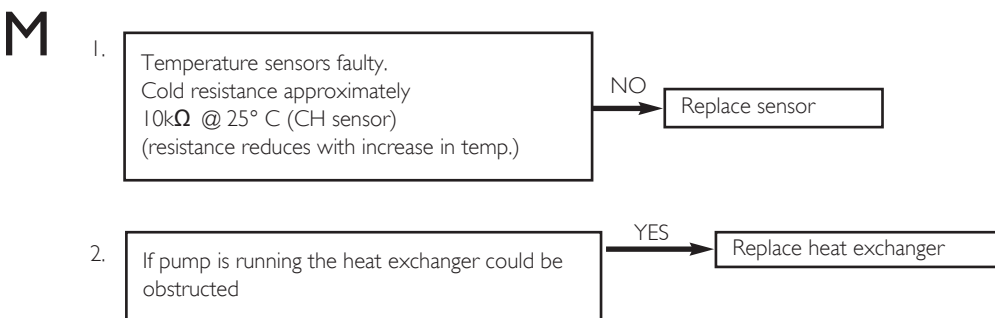 M
1.
Temperature sensors faulty.
Cold resistance approximately
10kΩ @ 25° C (CH sensor)
(resistance reduces with increase in temp.)
NO
Replace sensor
2.
If pump is running the heat exchanger could be
obstructed
YES
Replace heat exchanger